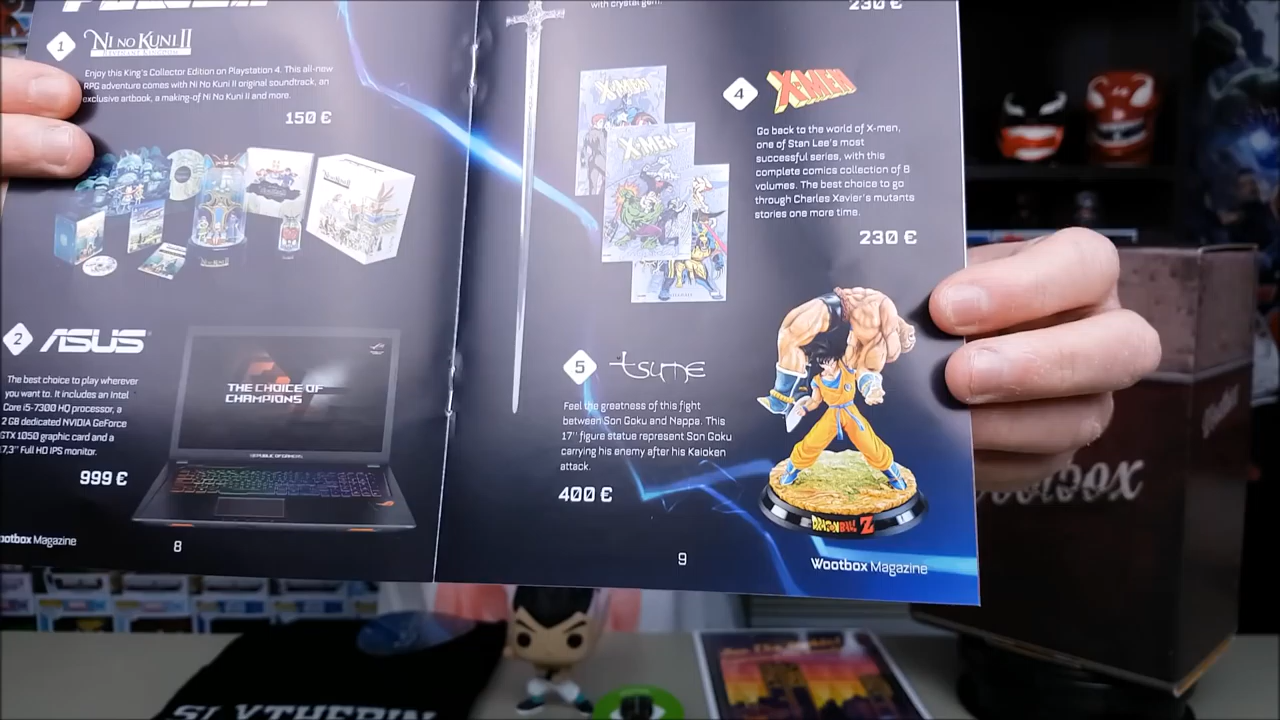 1
NI NO KUNI II
REVENANT KINGDOM
Enjoy this King's Collector Edition on Playstation 4. This all-new
RPG adventure comes with Ni No Kuni II original soundtrack, an
exclusive artbook, a making-of Ni No Kuni II and more.
150 €
2
ASUS
The best choice to play wherever
you want to. It includes an Intel
Core i5-7300 HQ processor, a
2 GB dedicated NVIDIA GeForce
GTX 1050 graphic card and a
17,3" Full HD IPS monitor.
999 €
THE CHOICE OF
CHAMPIONS
REPUBLIC OF GAMERS
Wootbox Magazine
8
with crystal gem.
230 €
X-MEN
X-MEN
4
X-MEN
Go back to the world of X-men,
one of Stan Lee's most
successful series, with this
complete comics collection of 8
volumes. The best choice to go
through Charles Xavier's mutants
stories one more time.
230 €
5
tsume
Feel the greatness of this fight
between Son Goku and Nappa. This
17'' figure statue represent Son Goku
carrying his enemy after his Kaioken
attack.
400 €
DRAGONBALL Z
9
Wootbox Magazine
Wootbox
SLYTHERIN